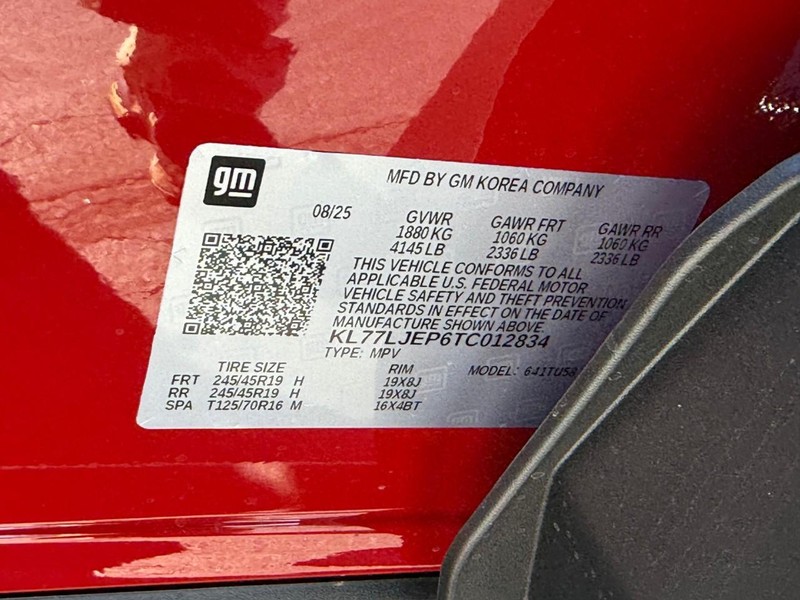 gm
MFD BY GM KOREA COMPANY
08/25 GVWR GAWR FRT GAWR RR
1880 KG 1060 KG 1060 KG
4145 LB 2336 LB 2336 LB
THIS VEHICLE CONFORMS TO ALL
APPLICABLE U.S. FEDERAL MOTOR
VEHICLE SAFETY AND THEFT PREVENTION
STANDARDS IN EFFECT ON THE DATE OF
MANUFACTURE SHOWN ABOVE.
KL77LJEP6TC012834
TYPE: MPV
TIRE SIZE RIM MODEL:
FRT 245/45R19 H 19X8J
RR 245/45R19 H 19X8J
SPA T125/70R16 M 16X4BT